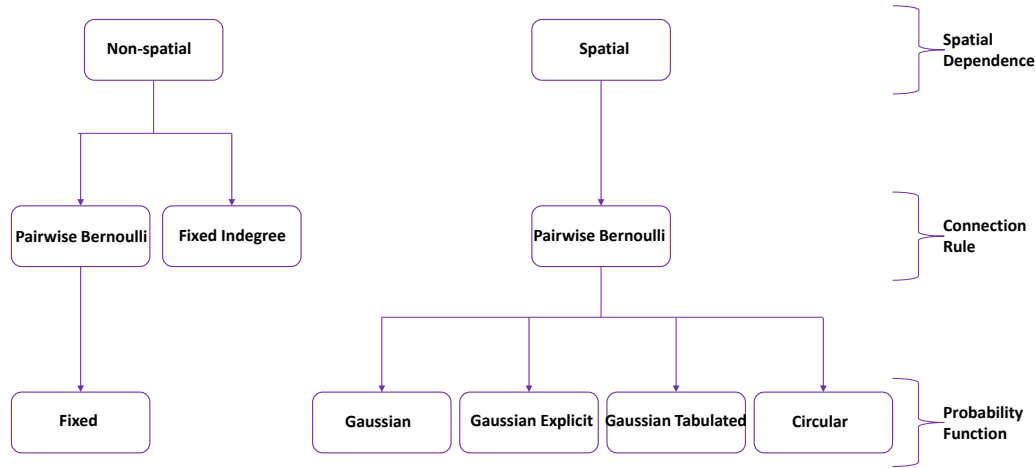 Non-spatial
Spatial
Spatial
Dependence
Pairwise Bernoulli
Fixed Indegree
Pairwise Bernoulli
Connection
Rule
Fixed
Gaussian
Gaussian Explicit
Gaussian Tabulated
Circular
Probability
Function